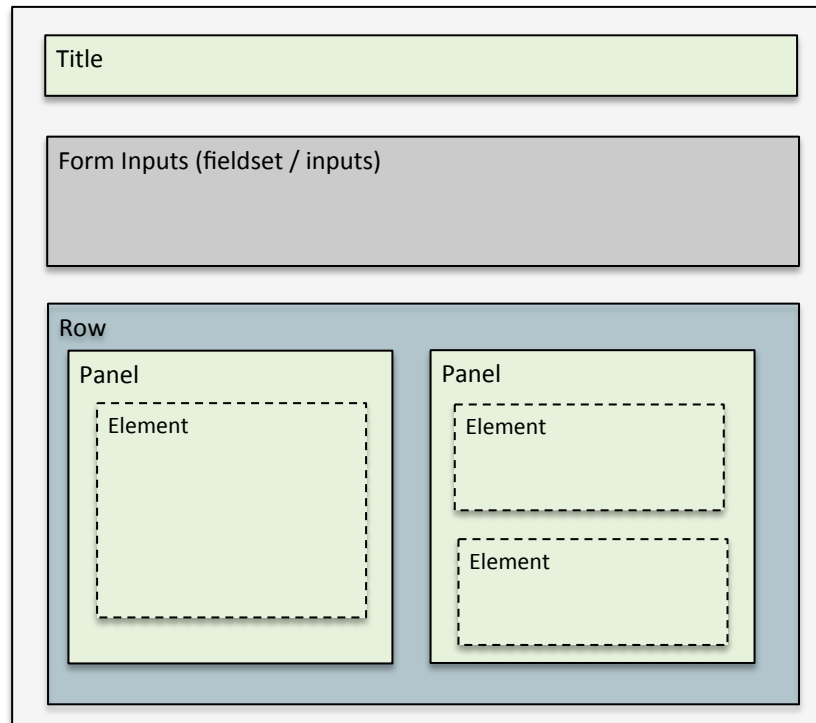 Title
Form Inputs (fieldset / inputs)
Row
Panel
Element
Panel
Element
Element